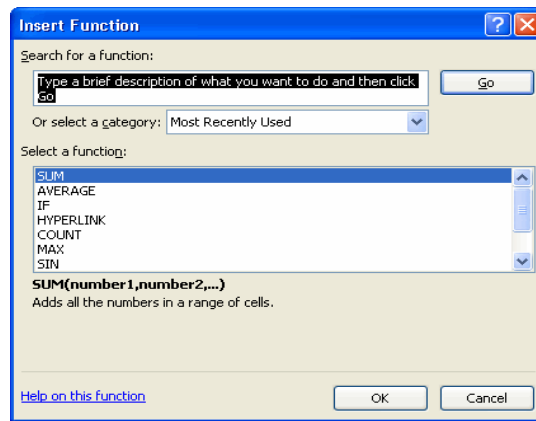 Insert Function
Search for a function:
Type a brief description of what you want to do and then click
Go
Go
Or select a category: Most Recently Used
Select a function:
SUM
AVERAGE
IF
HYPERLINK
COUNT
MAX
SIN
SUM(number1,number2,...)
Adds all the numbers in a range of cells.
Help on this function
OK
Cancel